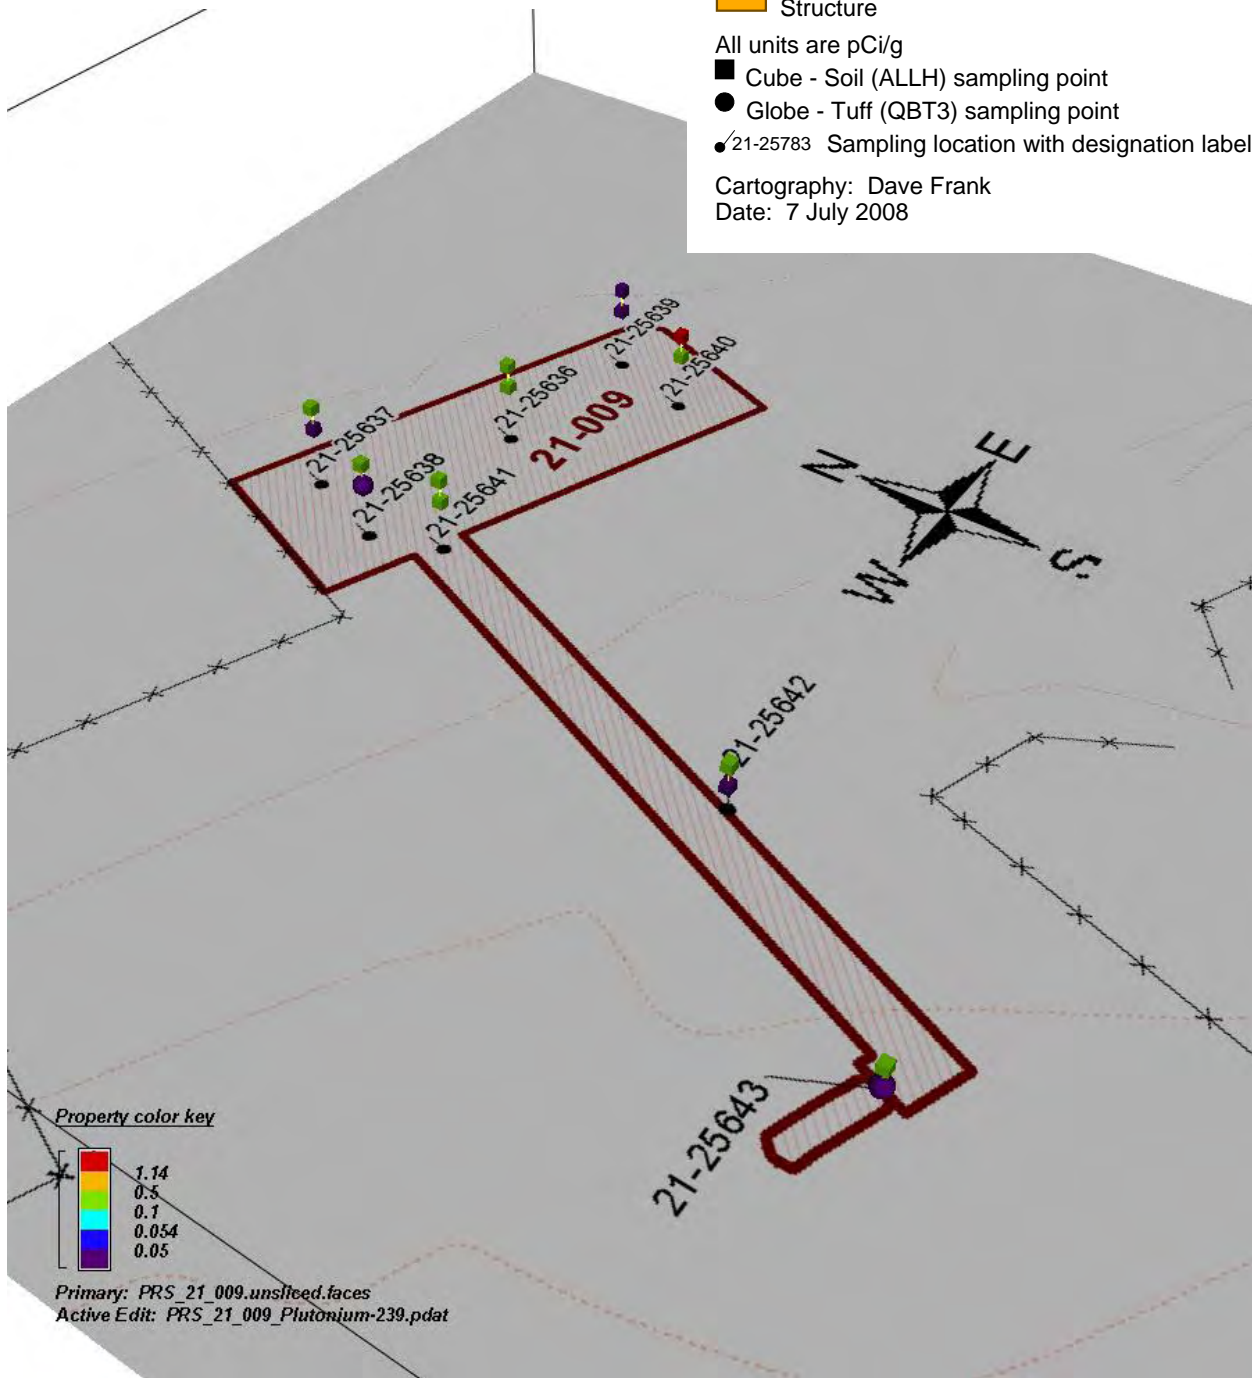 Structure
All units are pCi/g
Cube - Soil (ALLH) sampling point
Globe - Tuff (QBT3) sampling point
21-25783 Sampling location with designation label
Cartography: Dave Frank
Date: 7 July 2008
21-25639
21-25640
21-25636
21-009
21-25637
21-25638
21-25641
N
E
W
S
21-25642
21-25643
Property color key
1.14
0.5
0.1
0.054
0.05
Primary: PRS_21_009.unsliced.faces
Active Edit: PRS_21_009_Plutonium-239.pdat